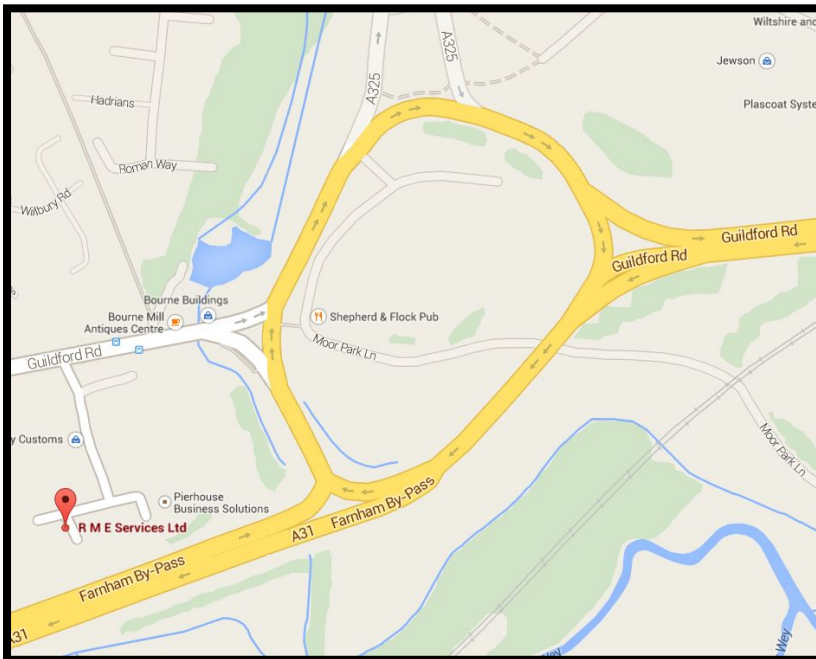 Wiltshire and
A325
A325
Jewson
Plascoat Syste
Hadrians
Roman Way
Wilbury Rd
Guildford Rd
Guildford Rd
Bourne Buildings
Bourne Mill
Antiques Centre
Shepherd & Flock Pub
Moor Park Ln
Guildford Rd
Moor Park Ln
y Customs
Pierhouse
Business Solutions
R M E Services Ltd
A31 Farnham By-Pass
Farnham By-Pass
A31
Wey